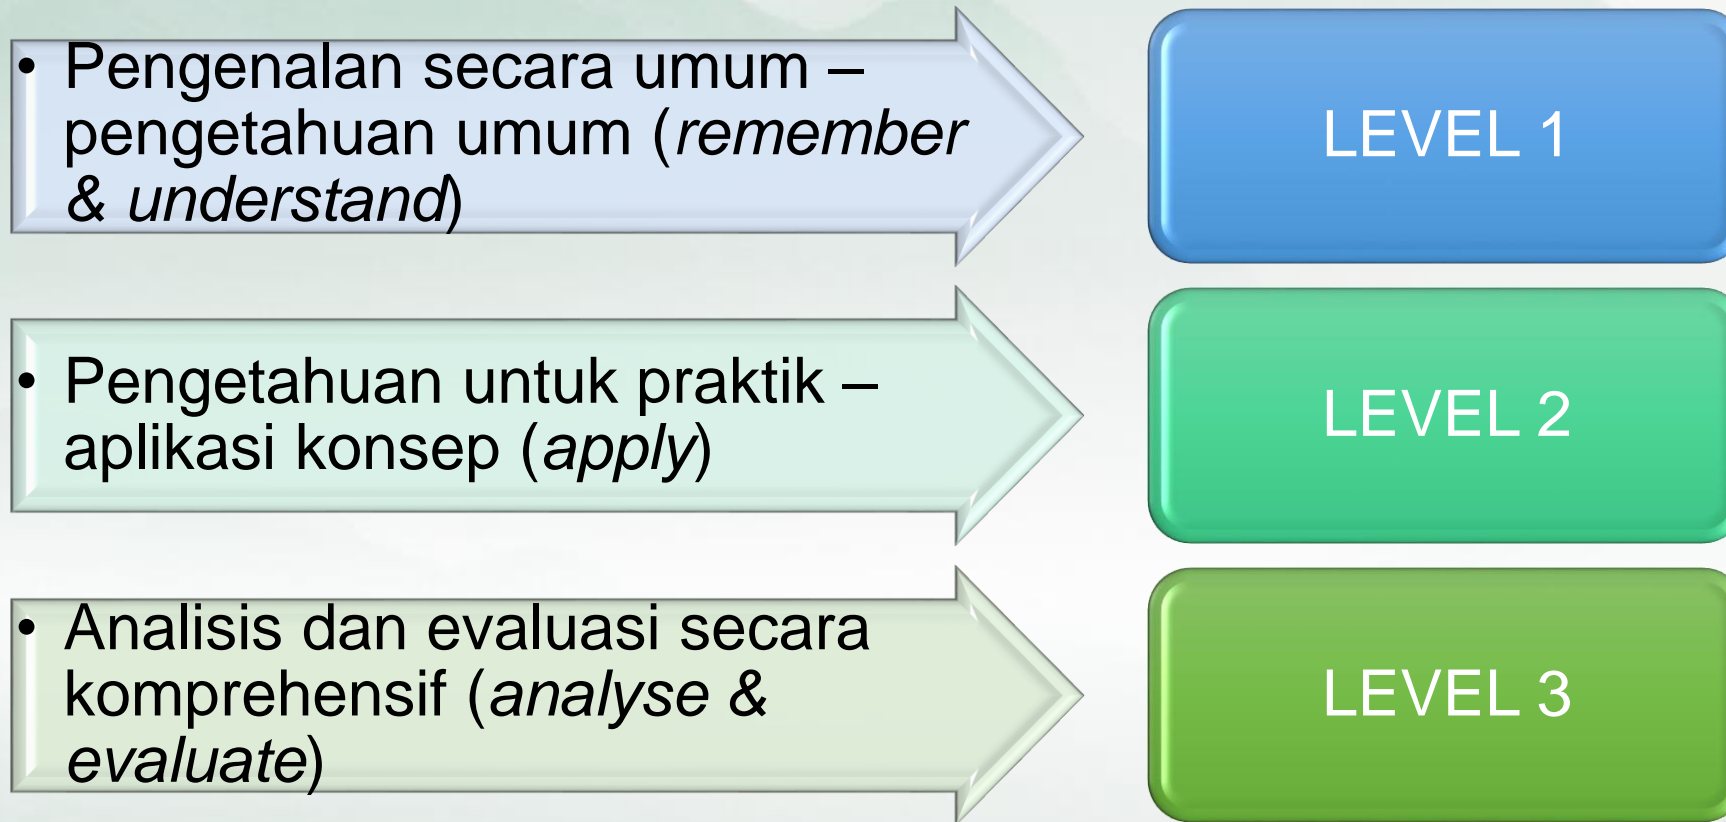 • Pengenalan secara umum –
pengetahuan umum (remember
& understand)
LEVEL 1
• Pengetahuan untuk praktik –
aplikasi konsep (apply)
LEVEL 2
• Analisis dan evaluasi secara
komprehensif (analyse &
evaluate)
LEVEL 3